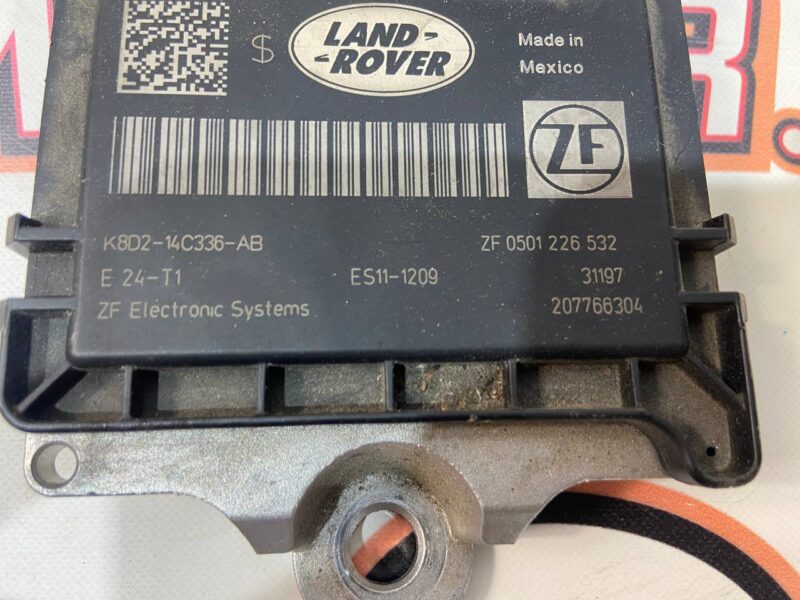 $
LAND-
-ROVER
Made in
Mexico
ZF
K8D2-14C336-AB ZF 0501 226 532
E 24-T1 ES11-1209 31197
ZF Electronic Systems 207766304